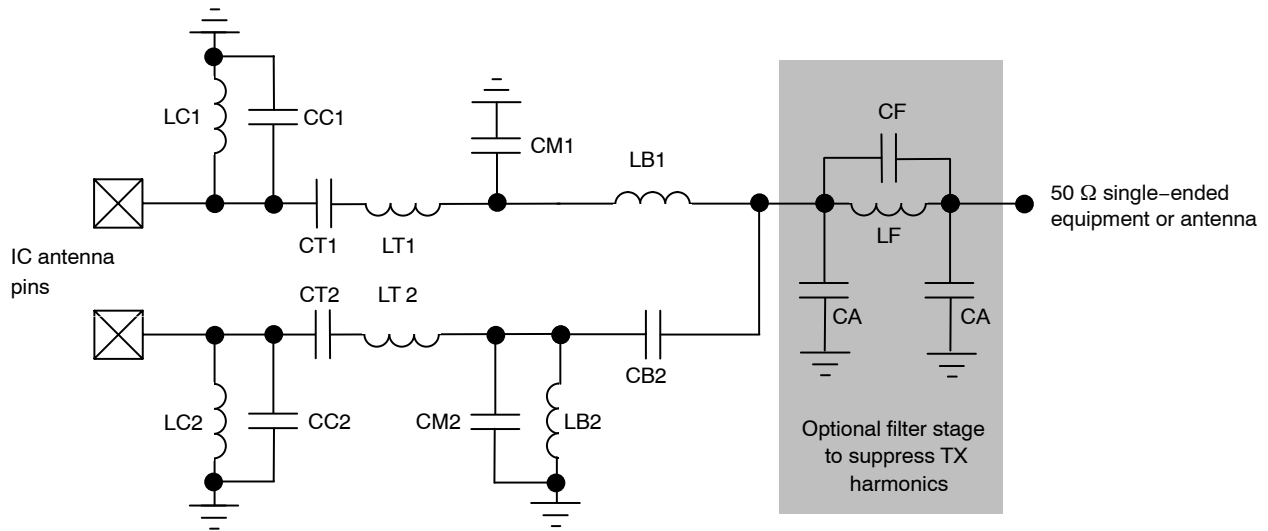 LC1
CC1
CM1
LB1
CF
50 Ω single−ended
equipment or antenna
LF
CT1
LT1
IC antenna
pins
CT2
LT 2
CA
CA
CB2
LC2
CC2
CM2
LB2
Optional filter stage
to suppress TX
harmonics